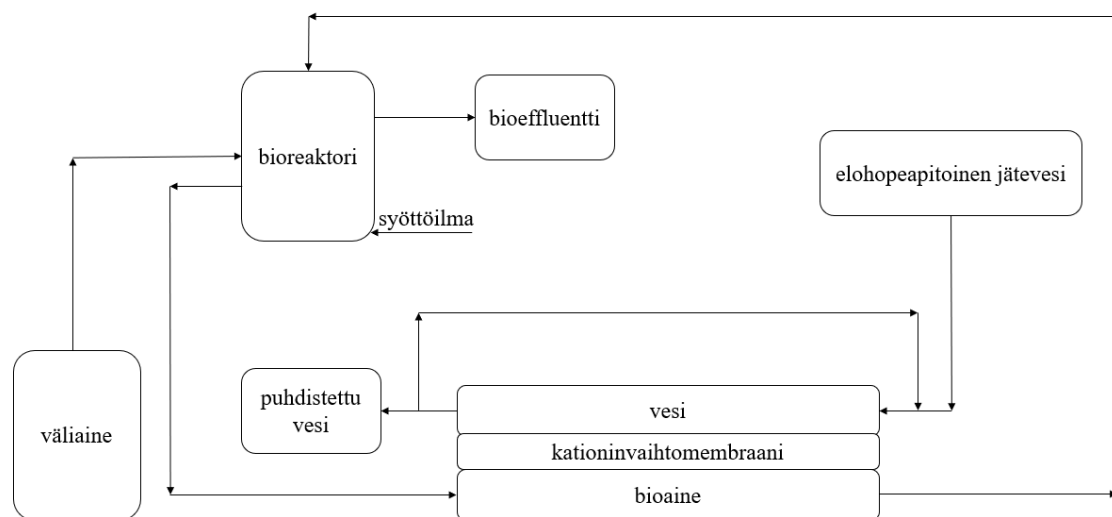 bioeffluentti
bioreaktori
elohopeapitoinen jätevesi
syöttöilma
puhdistettu
vesi
vesi
väliaine
kationinvaihtomembraani
bioaine